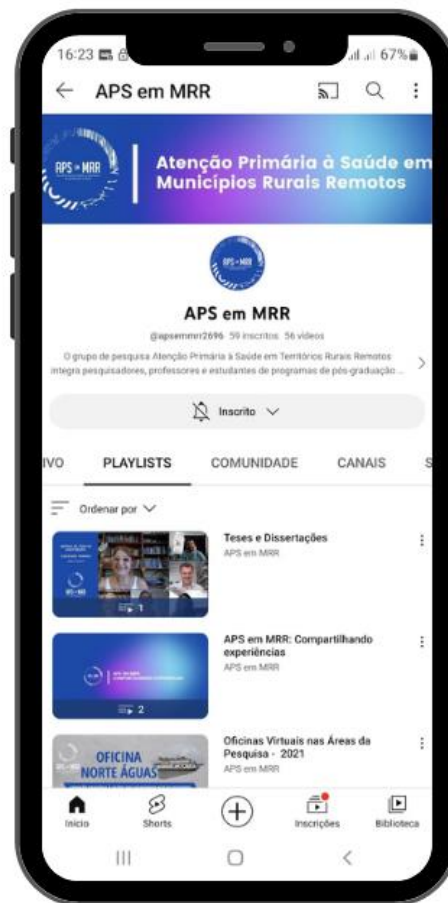 16:23
67%
APS em MRR
APS EM MRR
Atenção Primária à Saúde em
Municípios Rurais Remotos
APS EM MRR
APS em MRR
@apsemmrr2696 59 inscritos 56 vídeos
O grupo de pesquisa Atenção Primária à Saúde em Territórios Rurais Remotos
integra pesquisadores, professores e estudantes de programas de pós-graduação ...
Inscrito
IVO PLAYLISTS COMUNIDADE CANAIS S
Ordenar por
Teses e Dissertações
APS em MRR
1
APS em MRR: Compartilhando
experiências
APS em MRR
2
Oficinas Virtuais nas Áreas da
Pesquisa - 2021
APS em MRR
OFICINA
NORTE ÁGUAS
Início Shorts Inscrições Biblioteca